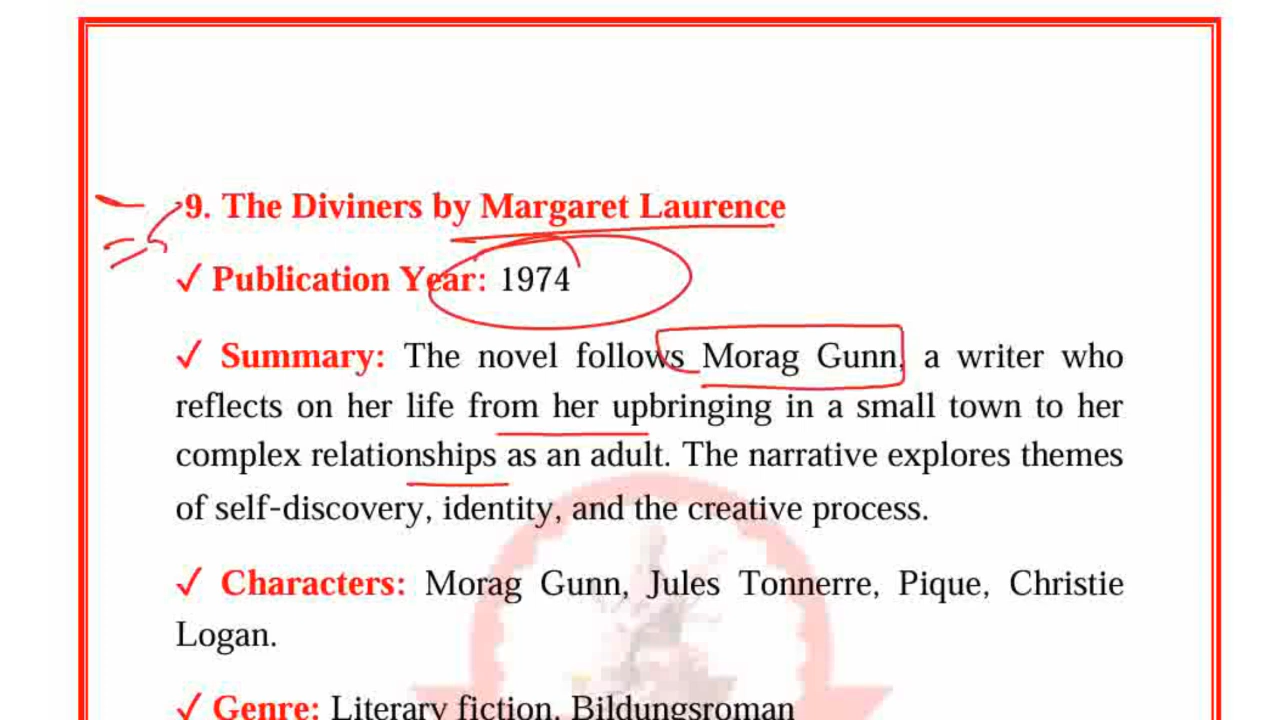 9. The Diviners by Margaret Laurence
✓ Publication Year: 1974
✓ Summary: The novel follows Morag Gunn, a writer who
reflects on her life from her upbringing in a small town to her
complex relationships as an adult. The narrative explores themes
of self-discovery, identity, and the creative process.
✓ Characters: Morag Gunn, Jules Tonnerre, Pique, Christie
Logan.
✓ Genre: Literary fiction, Bildungsroman